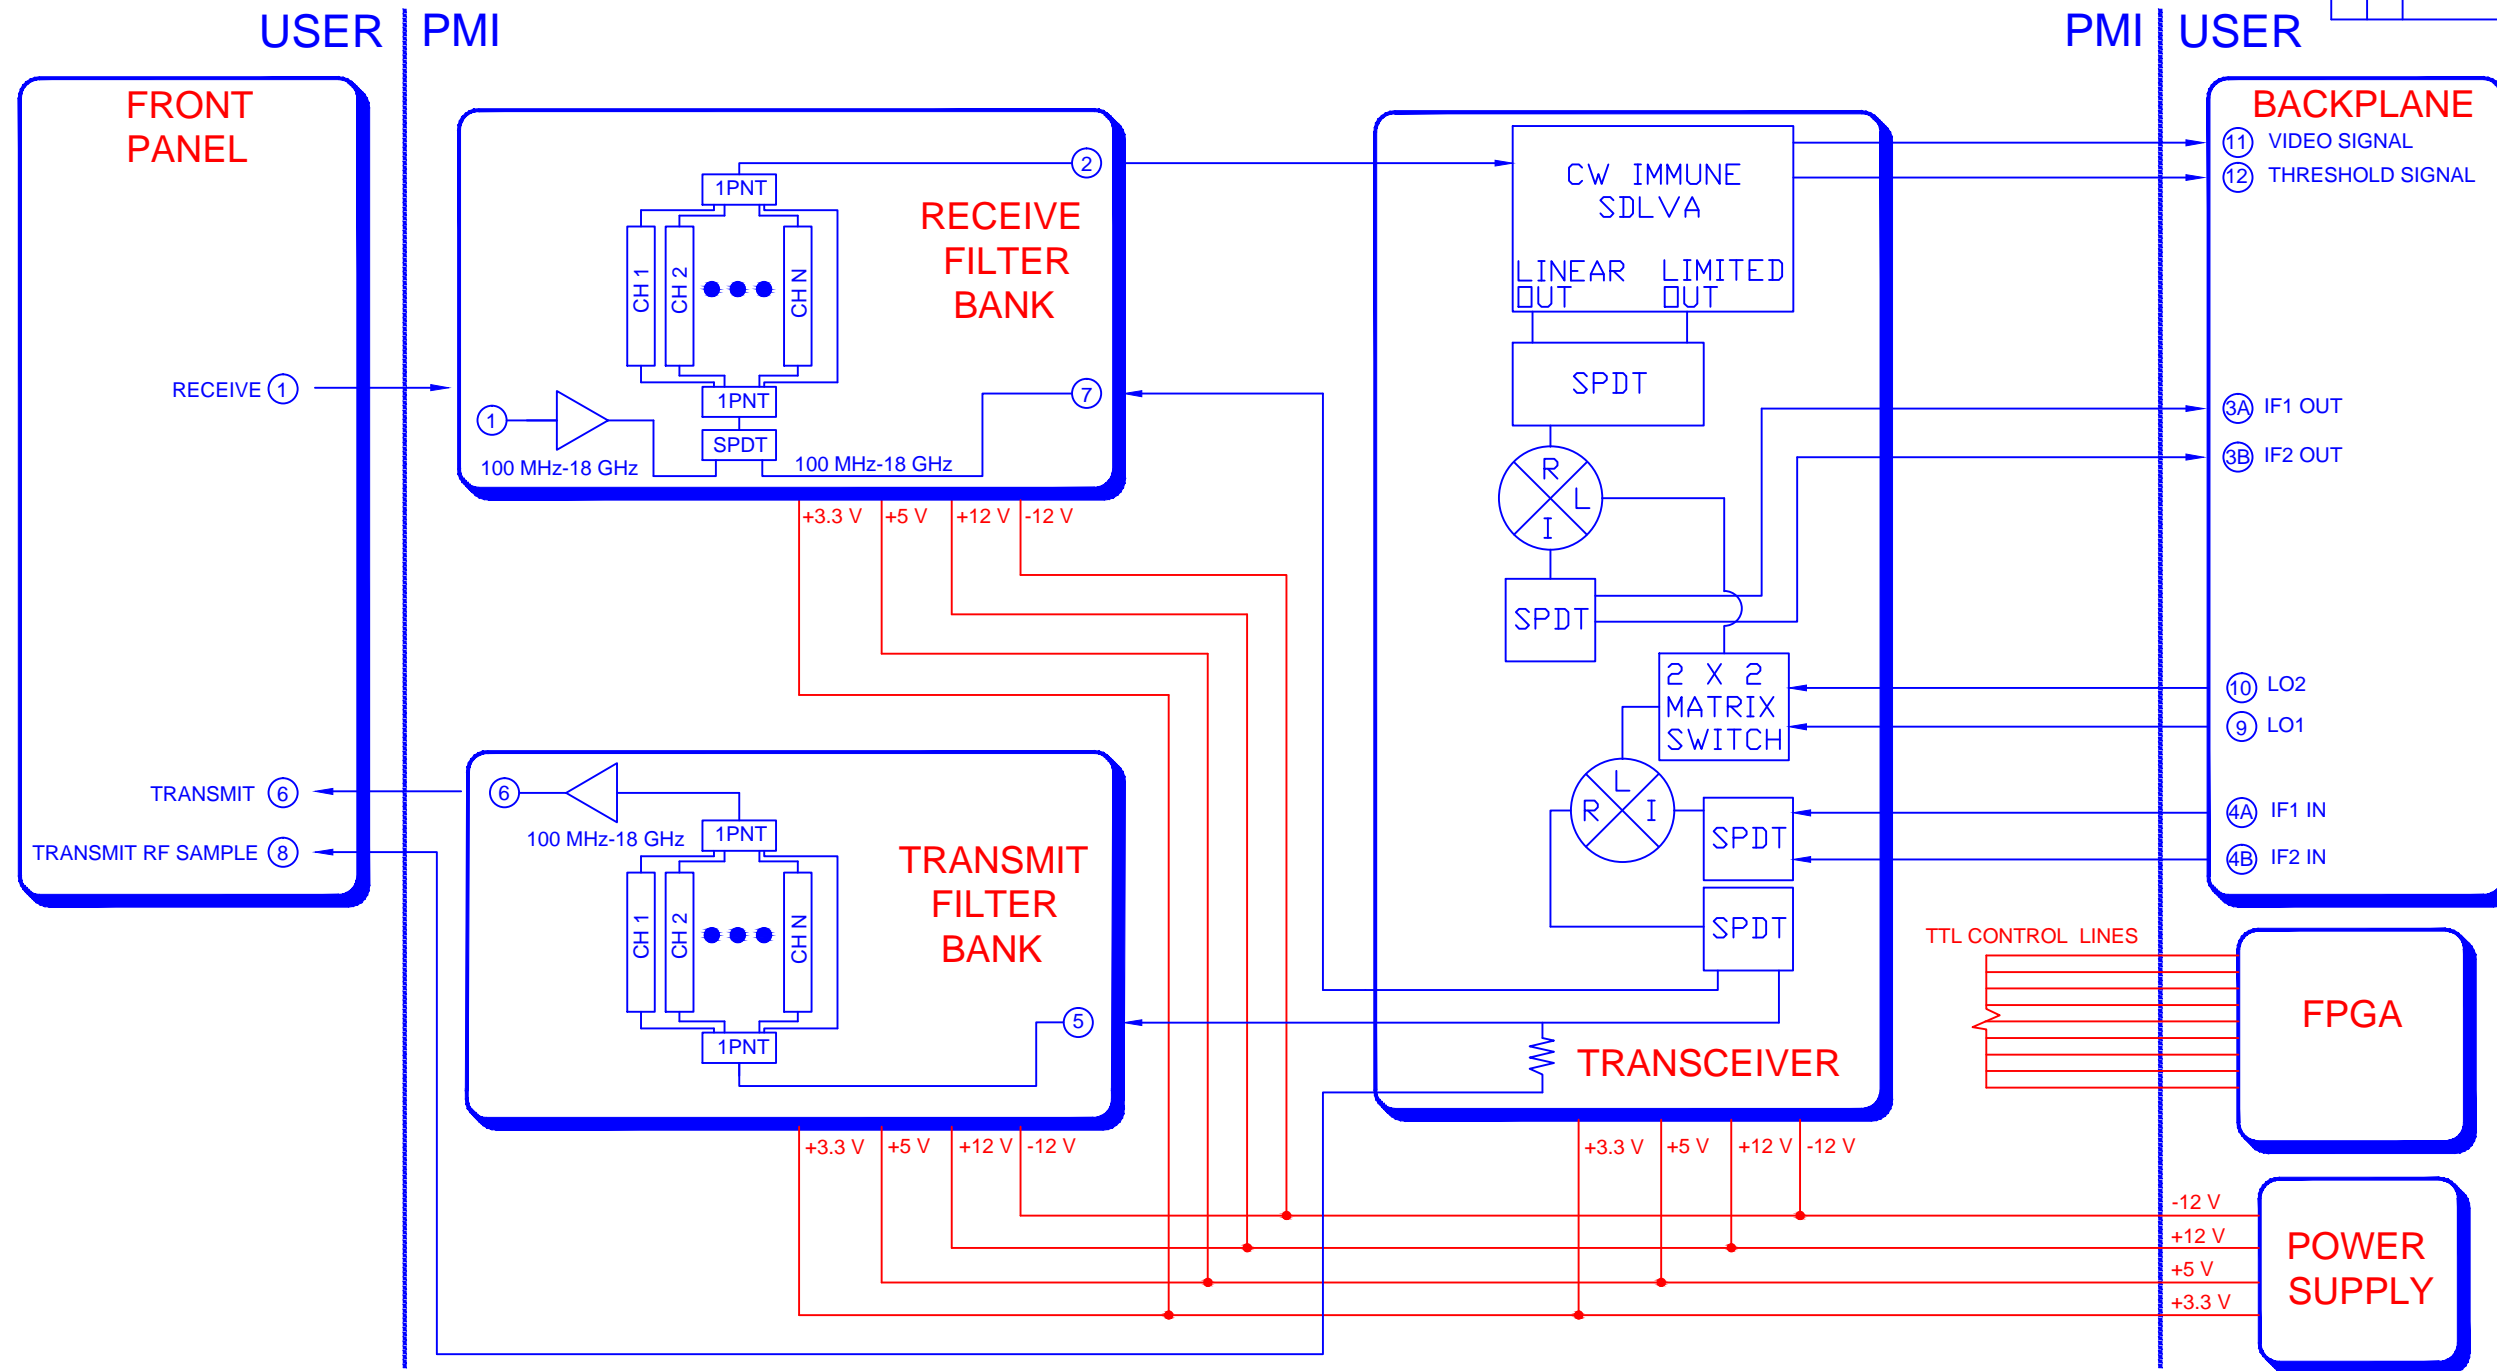 USER
PMI
PMI
USER
FRONT
PANEL
RECEIVE 1
TRANSMIT 6
TRANSMIT RF SAMPLE 8
2
1PNT
CH 1
CH 2
CH N
RECEIVE
FILTER
BANK
1PNT
7
1
SPDT
100 MHz-18 GHz
100 MHz-18 GHz
+3.3 V
+5 V
+12 V
-12 V
6
100 MHz-18 GHz
1PNT
CH 1
CH 2
CH N
TRANSMIT
FILTER
BANK
1PNT
5
+3.3 V
+5 V
+12 V
-12 V
CW IMMUNE
SDLVA
LINEAR
OUT
LIMITED
OUT
SPDT
R
L
I
SPDT
2 X 2
MATRIX
SWITCH
L
R
I
SPDT
SPDT
TRANSCEIVER
+3.3 V
+5 V
+12 V
-12 V
BACKPLANE
11 VIDEO SIGNAL
12 THRESHOLD SIGNAL
3A IF1 OUT
3B IF2 OUT
10 LO2
9 LO1
4A IF1 IN
4B IF2 IN
TTL CONTROL LINES
FPGA
-12 V
+12 V
+5 V
+3.3 V
POWER
SUPPLY